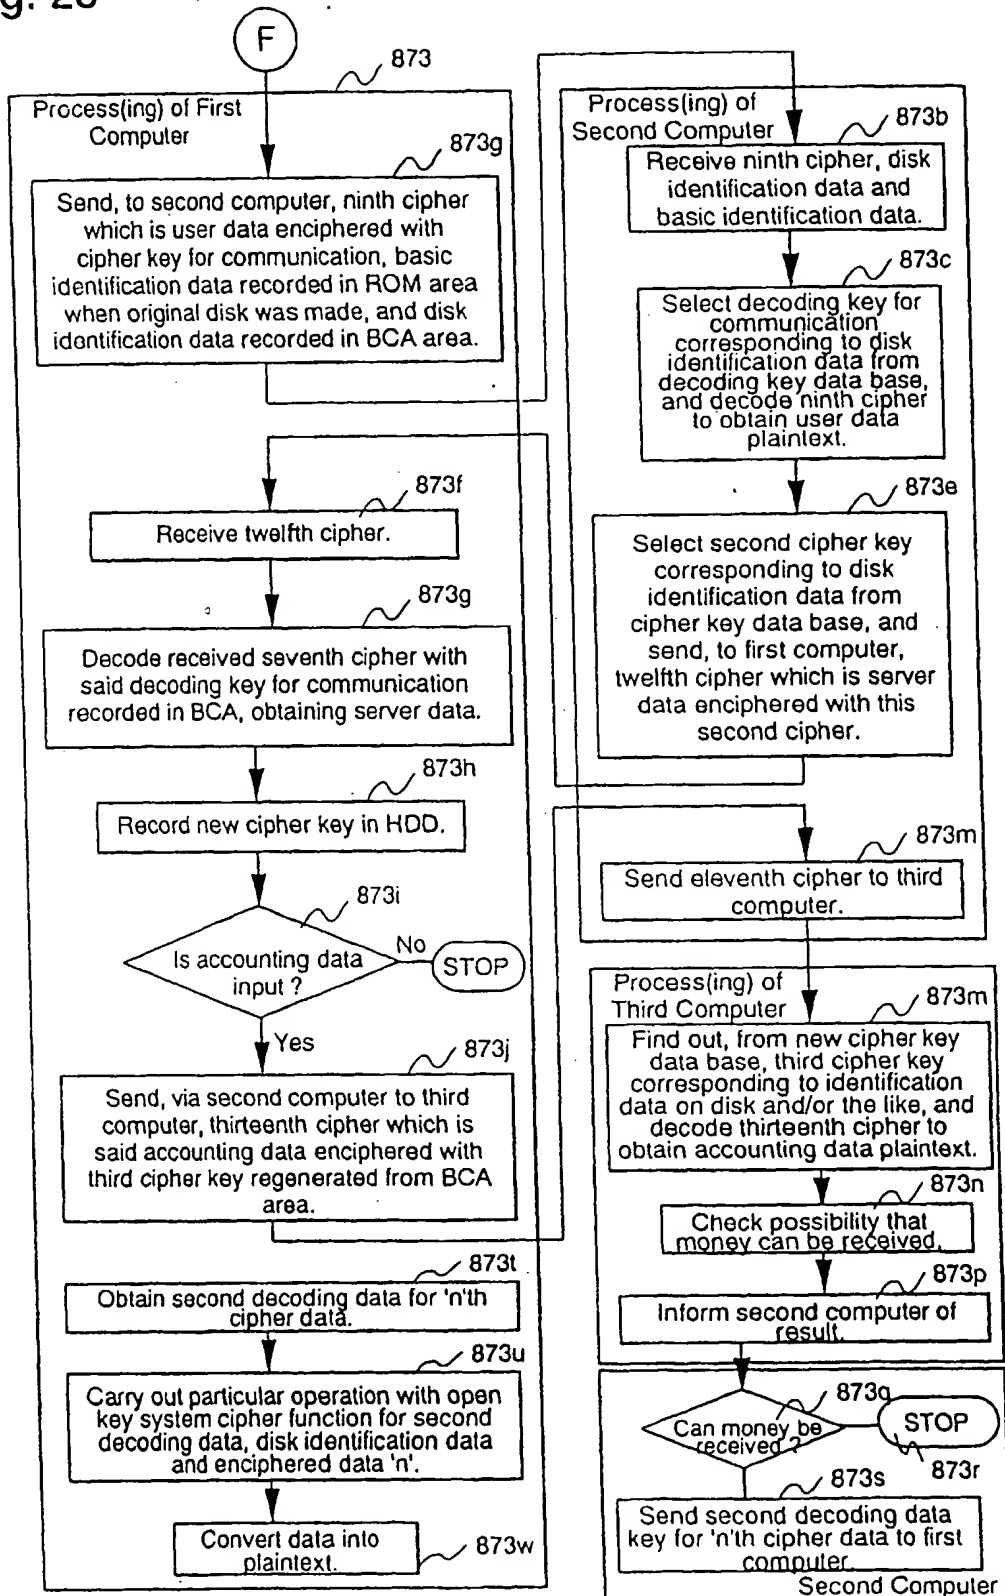 F
873
Process(ing) of First
Computer
873g
Send, to second computer, ninth cipher
which is user data enciphered with
cipher key for communication, basic
identification data recorded in ROM area
when original disk was made, and disk
identification data recorded in BCA area.
873f
Receive twelfth cipher.
873g
Decode received seventh cipher with
said decoding key for communication
recorded in BCA, obtaining server data.
873h
Record new cipher key in HDD.
873i
Is accounting data
input ?
No
STOP
Yes
873j
Send, via second computer to third
computer, thirteenth cipher which is
said accounting data enciphered with
third cipher key regenerated from BCA
area.
873t
Obtain second decoding data for 'n'th
cipher data.
873u
Carry out particular operation with open
key system cipher function for second
decoding data, disk identification data
and enciphered data 'n'.
Convert data into
plaintext.
873w
Process(ing) of
Second Computer
873b
Receive ninth cipher, disk
identification data and
basic identification data.
873c
Select decoding key for
communication
corresponding to disk
identification data from
decoding key data base,
and decode ninth cipher
to obtain user data
plaintext.
873e
Select second cipher key
corresponding to disk
identification data from
cipher key data base, and
send, to first computer,
twelfth cipher which is server
data enciphered with this
second cipher.
873m
Send eleventh cipher to third
computer.
Process(ing) of
Third Computer
873m
Find out, from new cipher key
data base, third cipher key
corresponding to identification
data on disk and/or the like, and
decode thirteenth cipher to
obtain accounting data plaintext.
873n
Check possibility that
money can be received.
873p
Inform second computer of
result.
873q
Can money be
received ?
STOP
873r
873s
Send second decoding data
key for 'n'th cipher data to first
computer.
Second Computer